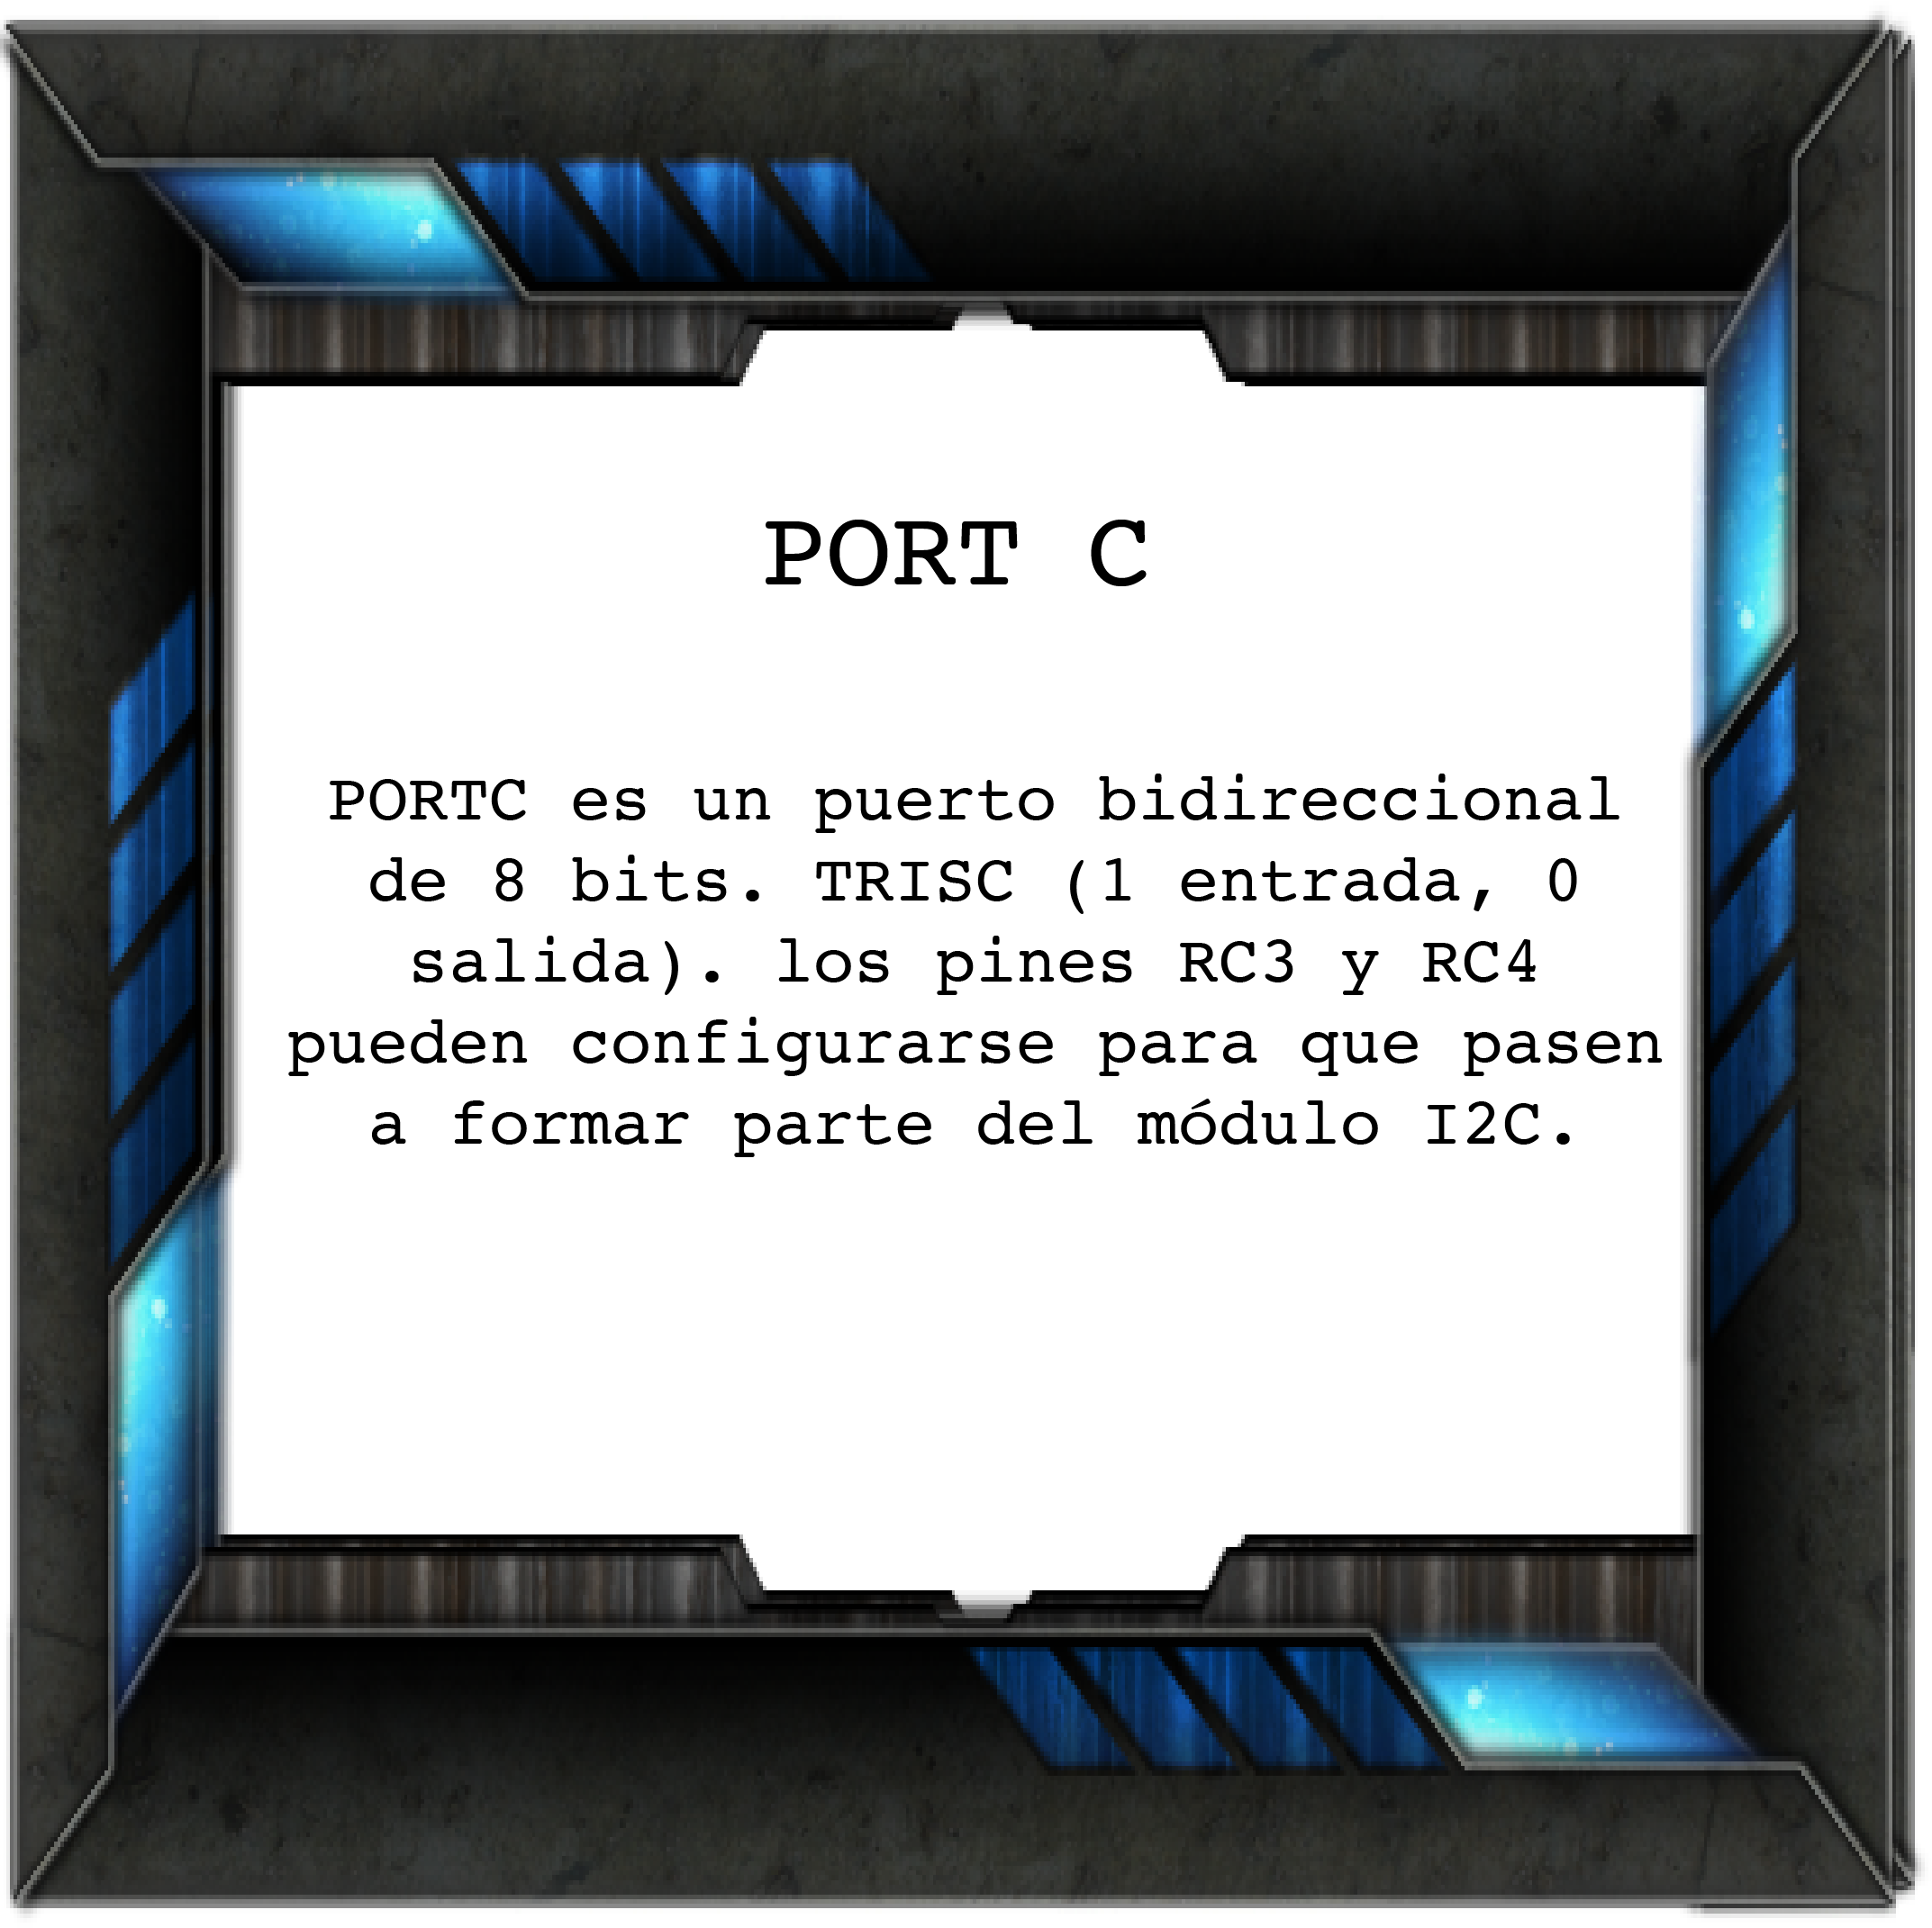 PORT C
PORTC es un puerto bidireccional
de 8 bits. TRISC (1 entrada, 0
salida). los pines RC3 y RC4
pueden configurarse para que pasen
a formar parte del módulo I2C.